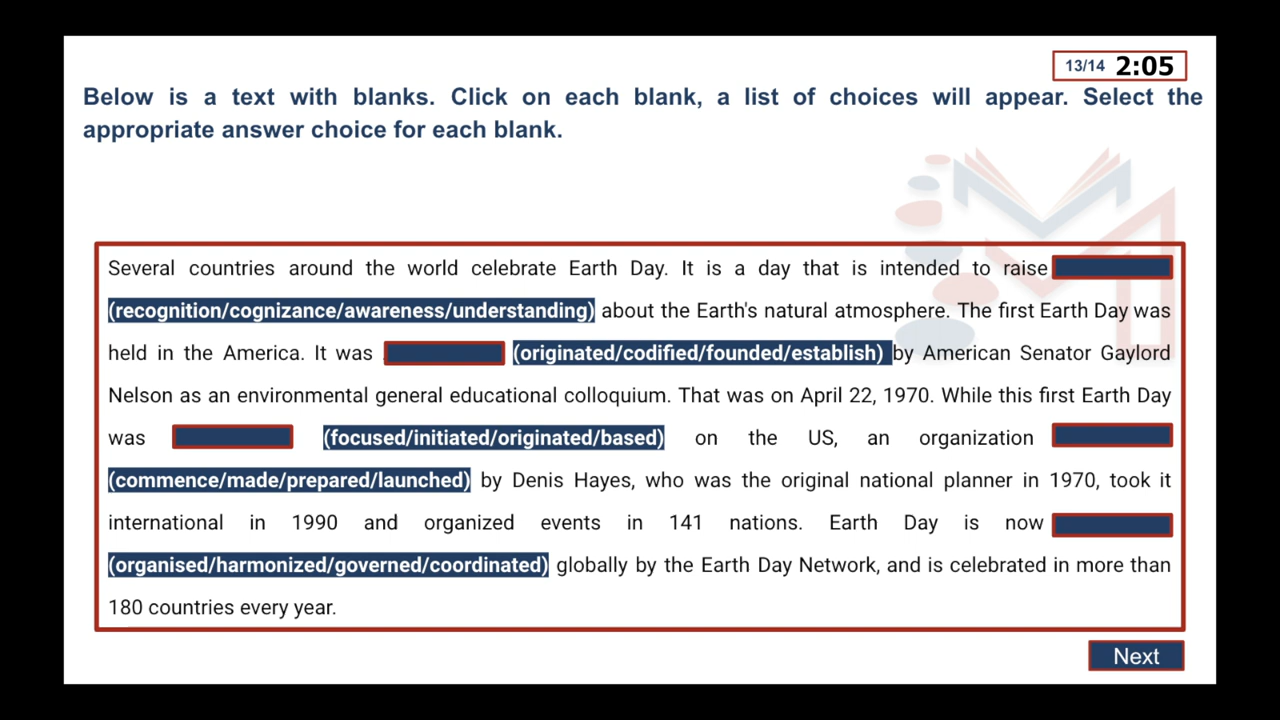 13/14 2:05
Below is a text with blanks. Click on each blank, a list of choices will appear. Select the
appropriate answer choice for each blank.
Several countries around the world celebrate Earth Day. It is a day that is intended to raise
(recognition/cognizance/awareness/understanding) about the Earth's natural atmosphere. The first Earth Day was
held in the America. It was (originated/codified/founded/establish) by American Senator Gaylord
Nelson as an environmental general educational colloquium. That was on April 22, 1970. While this first Earth Day
was (focused/initiated/originated/based) on the US, an organization
(commence/made/prepared/launched) by Denis Hayes, who was the original national planner in 1970, took it
international in 1990 and organized events in 141 nations. Earth Day is now
(organised/harmonized/governed/coordinated) globally by the Earth Day Network, and is celebrated in more than
180 countries every year.
Next